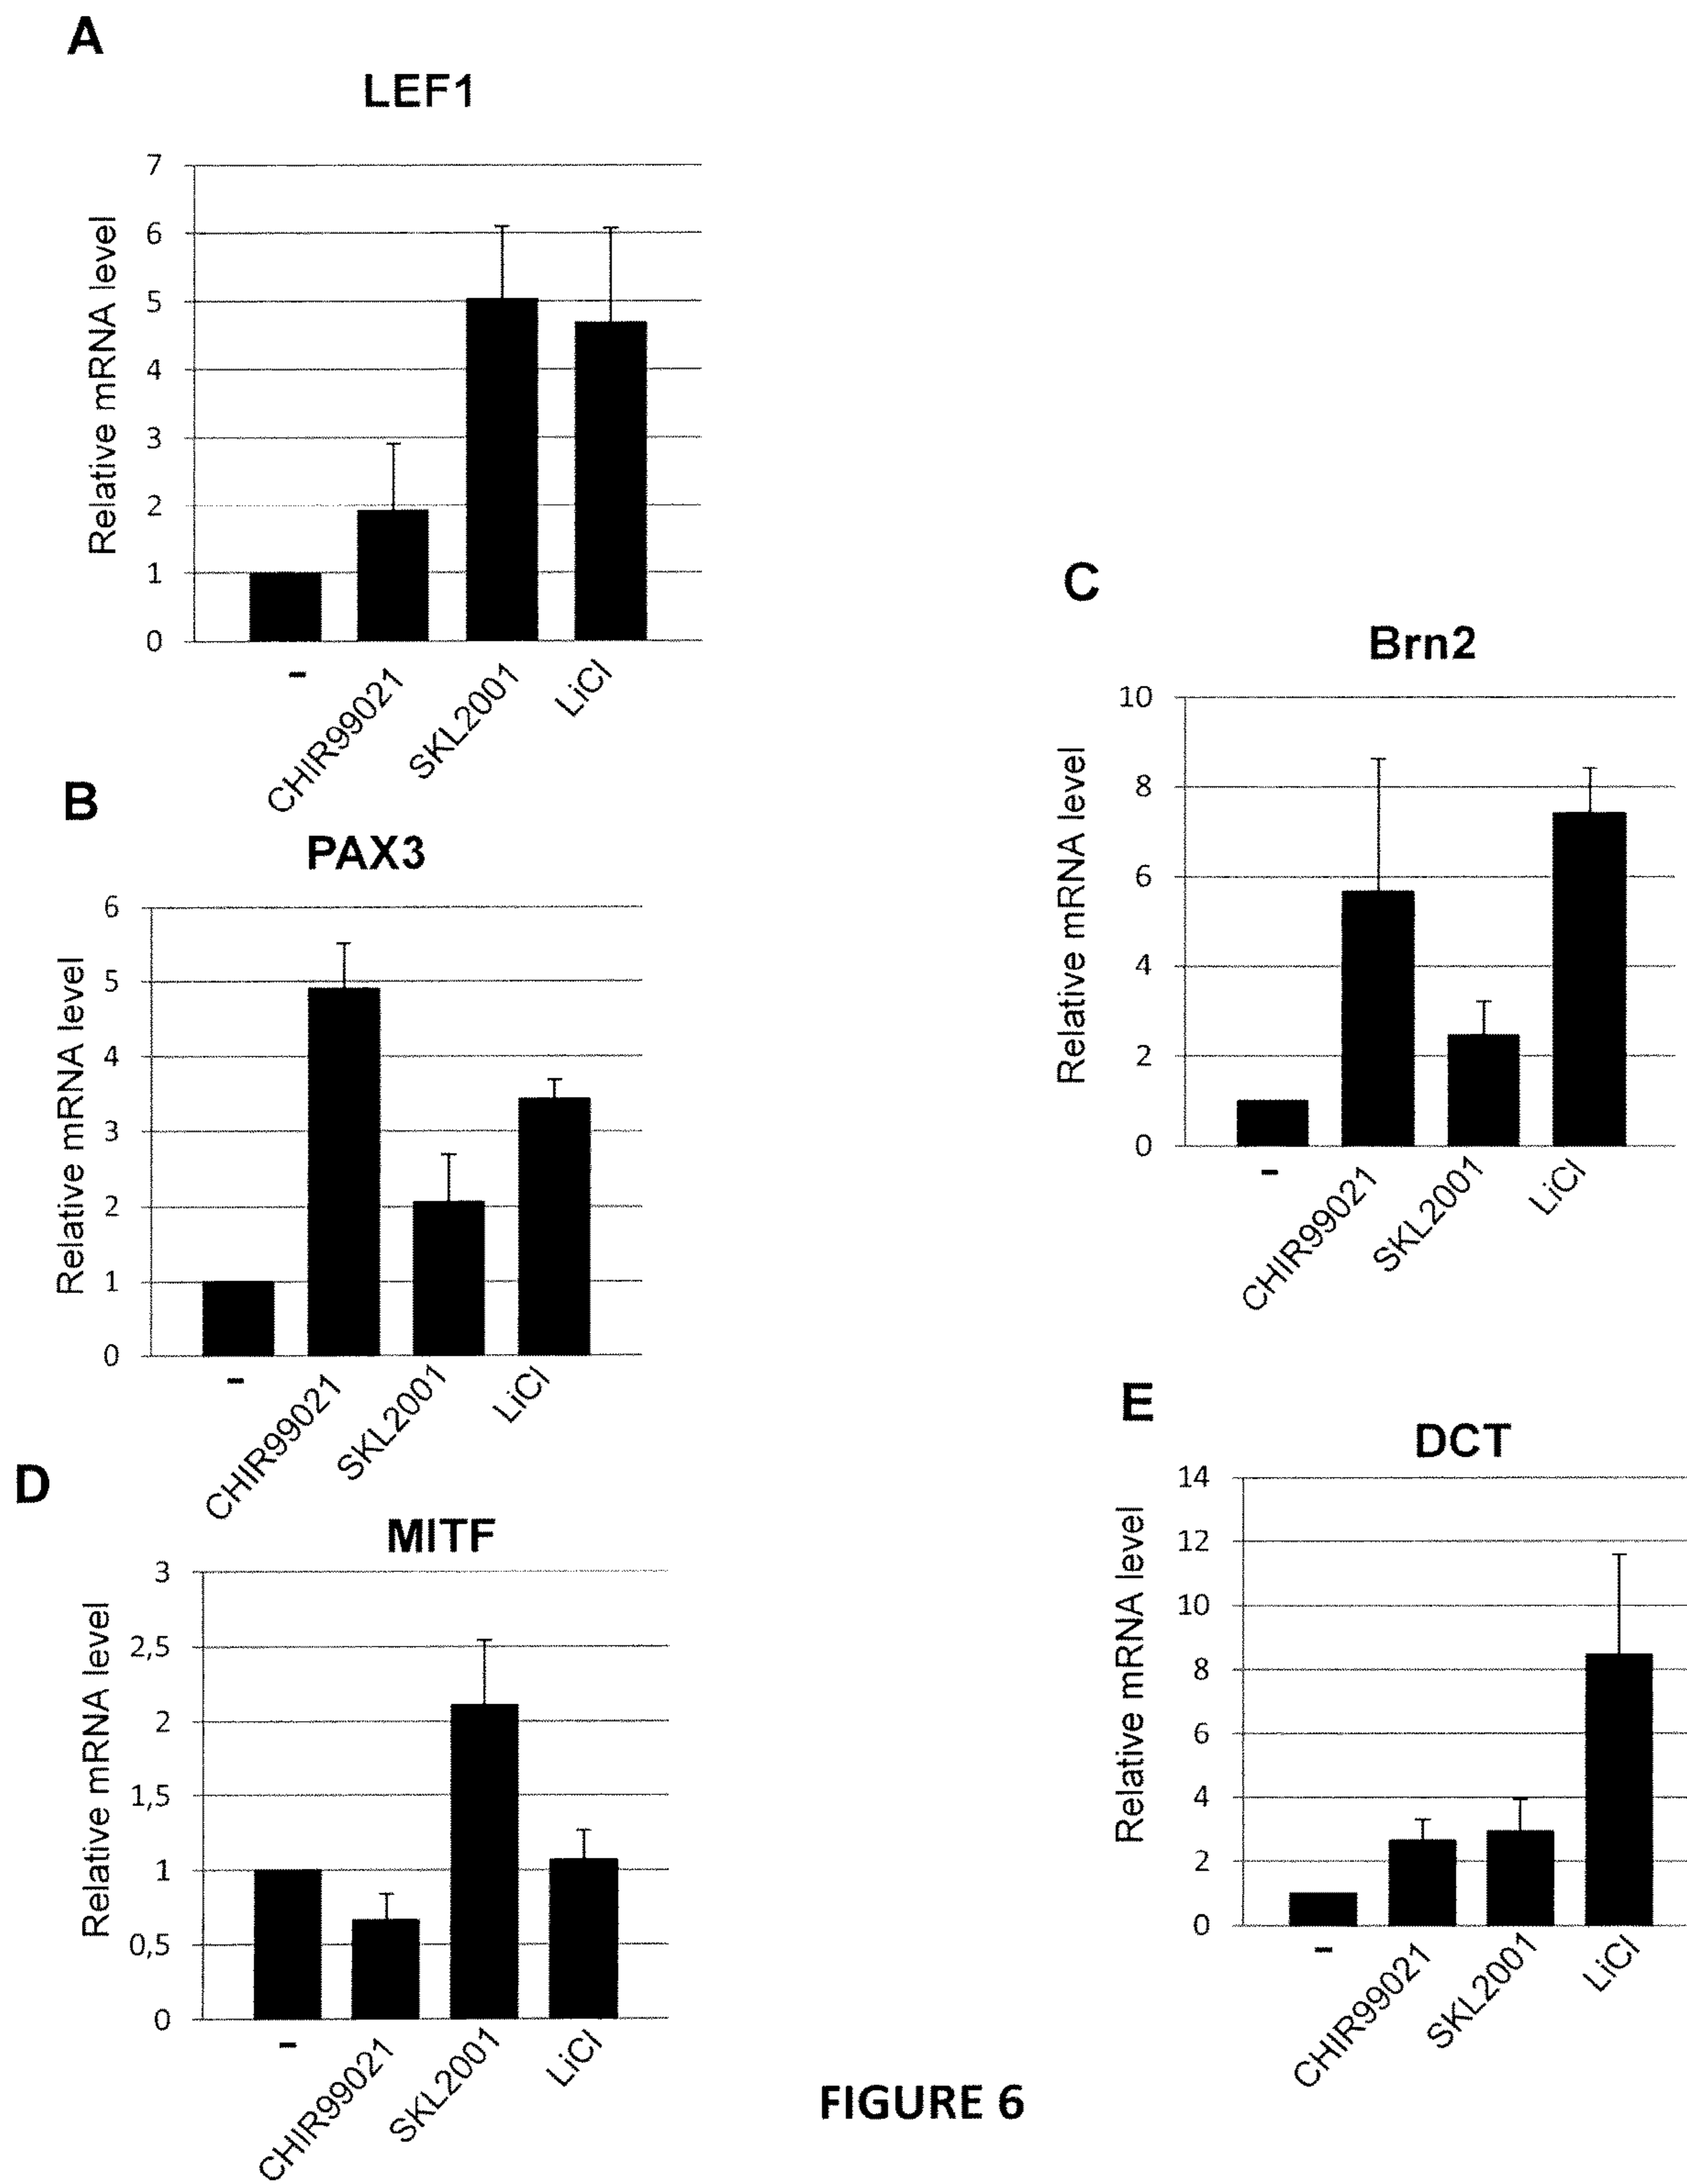 A
LEF1
Relative mRNA level
7
6
5
4
3
2
1
0
-
CHIR99021
SKL2001
LiCl
B
PAX3
Relative mRNA level
6
5
4
3
2
1
0
-
CHIR99021
SKL2001
LiCl
C
Brn2
Relative mRNA level
10
8
6
4
2
0
-
CHIR99021
SKL2001
LiCl
D
MITF
Relative mRNA level
3
2,5
2
1,5
1
0,5
0
-
CHIR99021
SKL2001
LiCl
E
DCT
Relative mRNA level
14
12
10
8
6
4
2
0
-
CHIR99021
SKL2001
LiCl
FIGURE 6